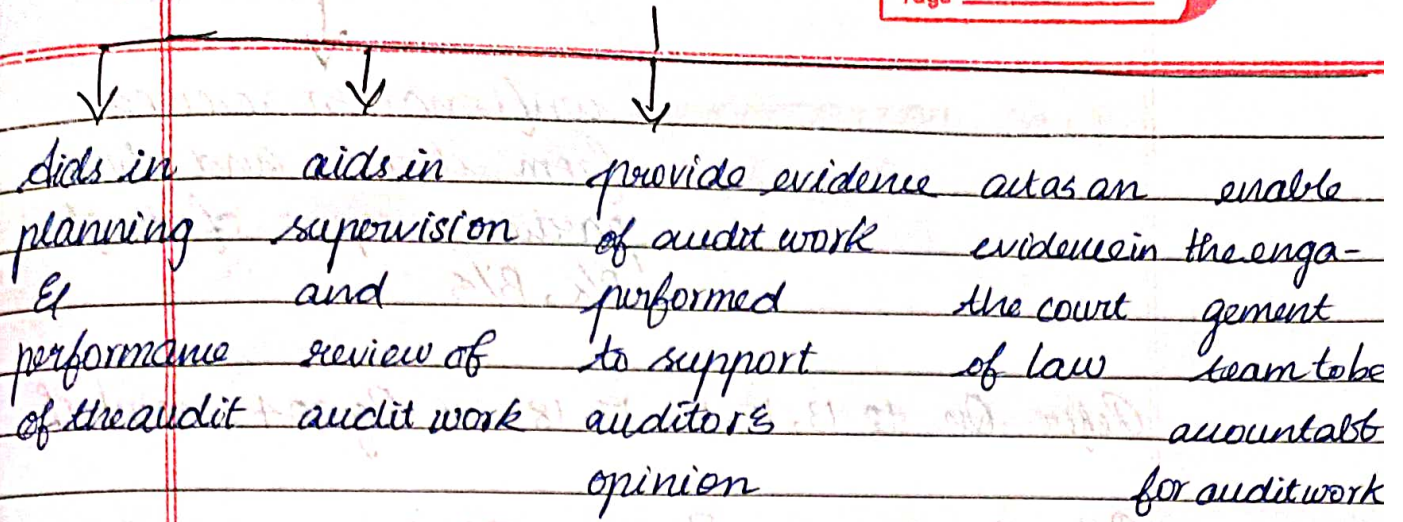 aids in
planning
&
performance
of the audit
aids in
supervision
and
review of
audit work
provide evidence
of audit work
performed
to support
auditors
opinion
act as an
evidence in
the court
of law
enable
the enga-
gement
team to be
accountabl
for audit work